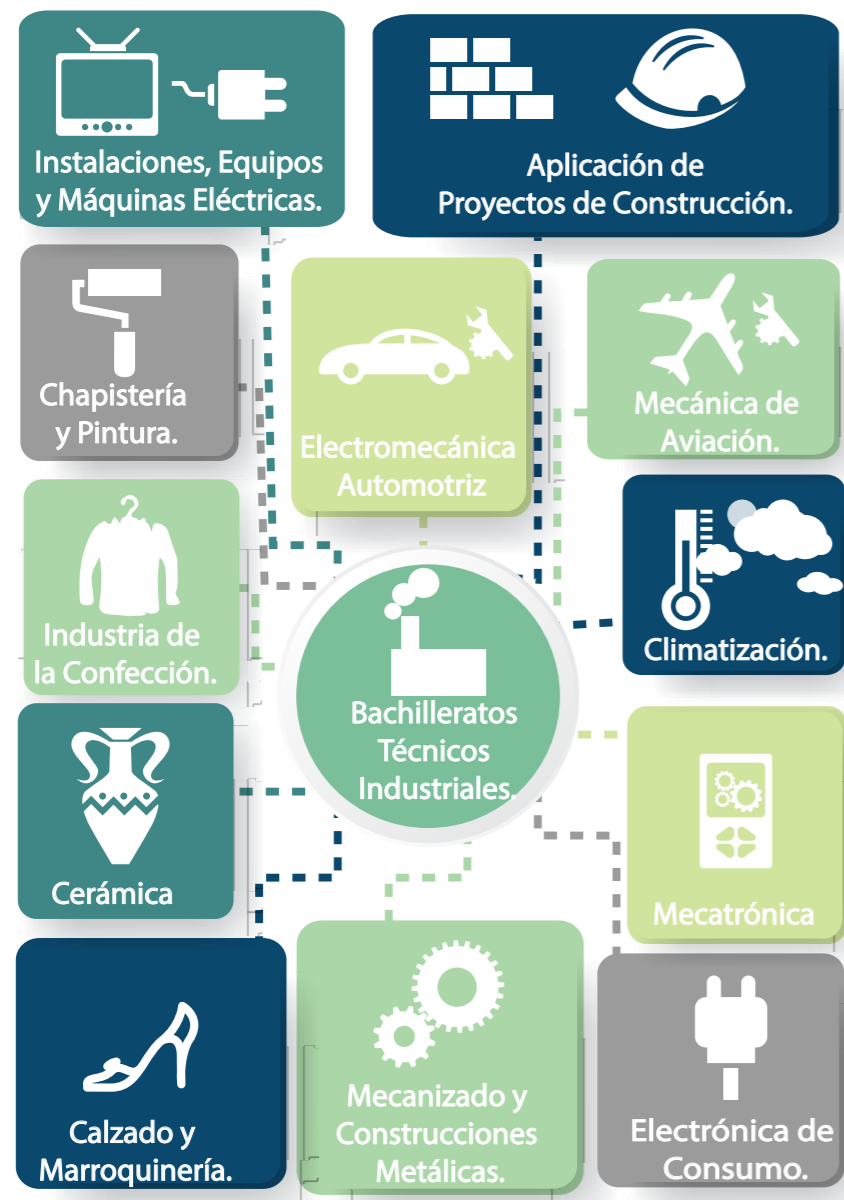 Instalaciones, Equipos
y Máquinas Eléctricas.
Aplicación de
Proyectos de Construcción.
Chapistería
y Pintura.
Electromecánica
Automotriz
Mecánica de
Aviación.
Industria de
la Confección.
Climatización.
Bachilleratos
Técnicos
Industriales.
Cerámica
Mecatrónica
Calzado y
Marroquinería.
Mecanizado y
Construcciones
Metálicas.
Electrónica de
Consumo.